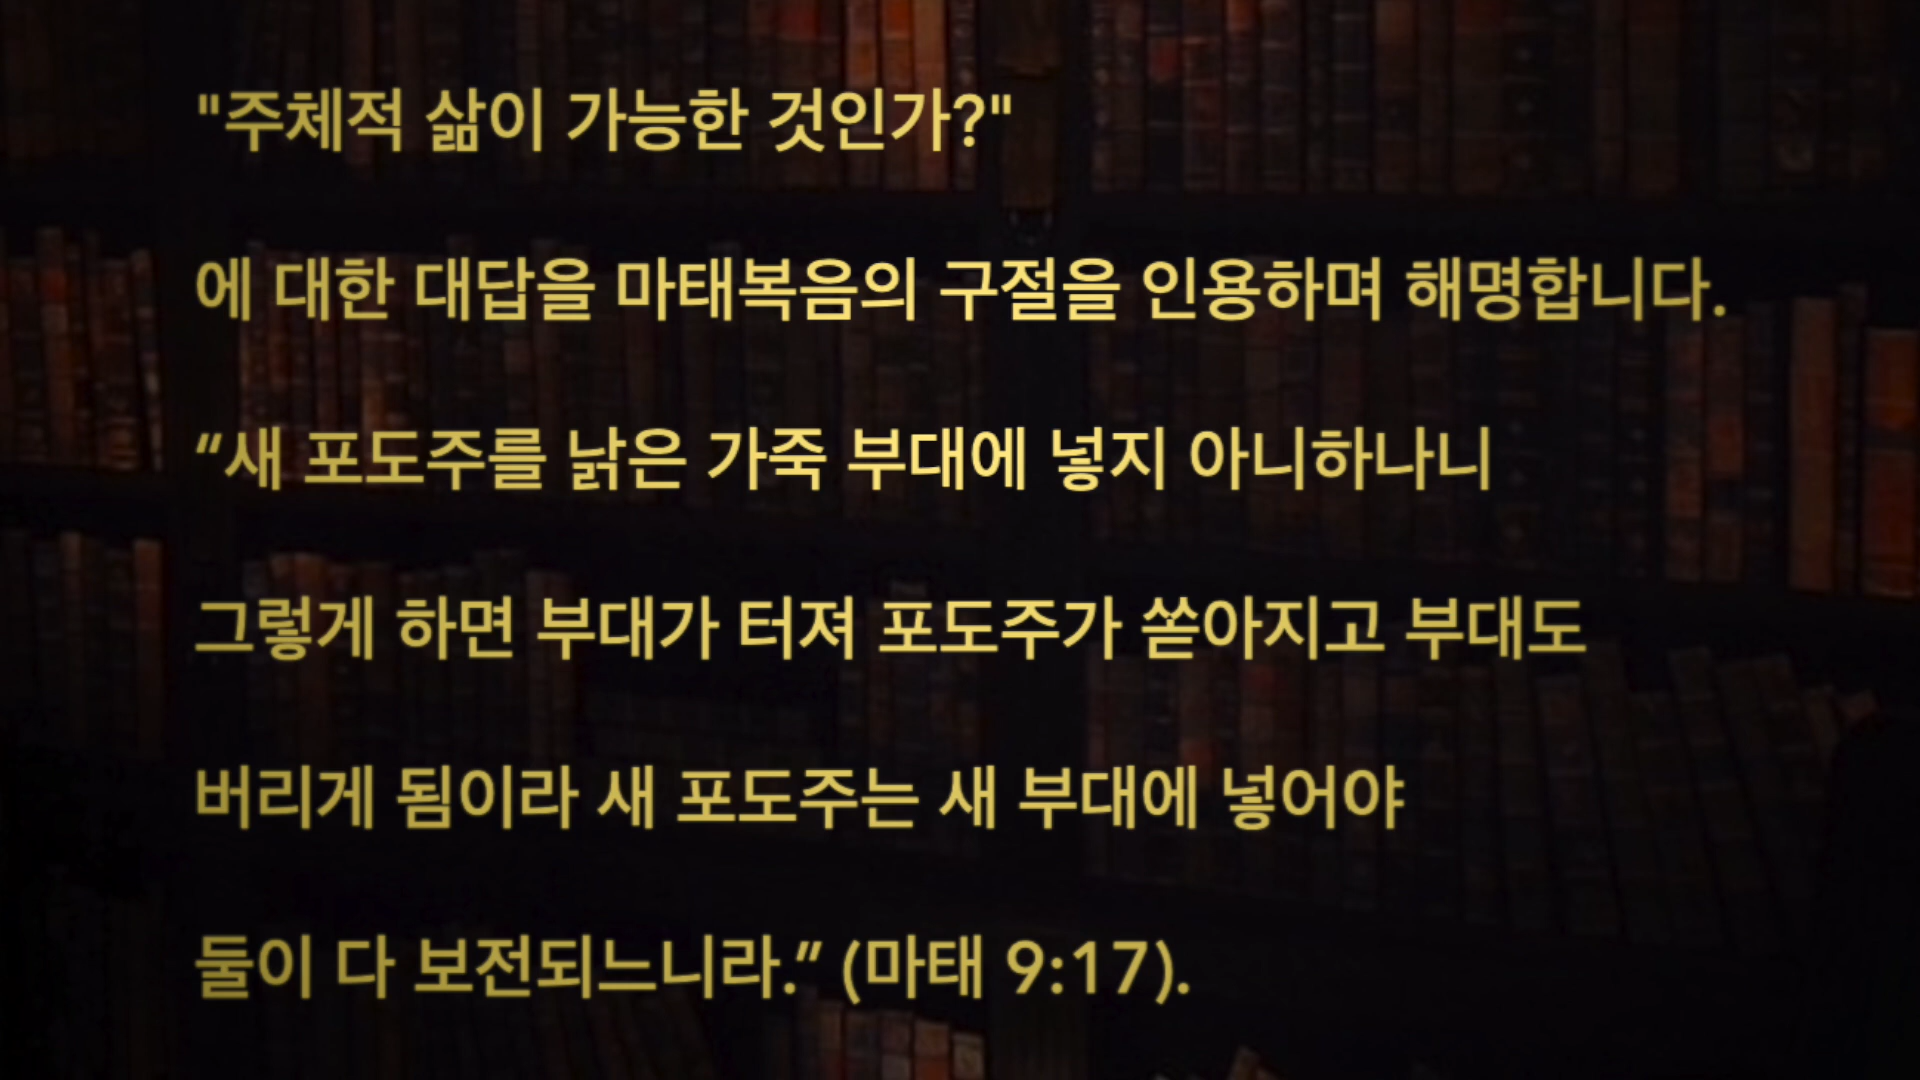 "주체적 삶이 가능한 것인가?"
에 대한 대답을 마태복음의 구절을 인용하며 해명합니다.
“새 포도주를 낡은 가죽 부대에 넣지 아니하나니
그렇게 하면 부대가 터져 포도주가 쏟아지고 부대도
버리게 됨이라 새 포도주는 새 부대에 넣어야
둘이 다 보전되느니라.” (마태 9:17).